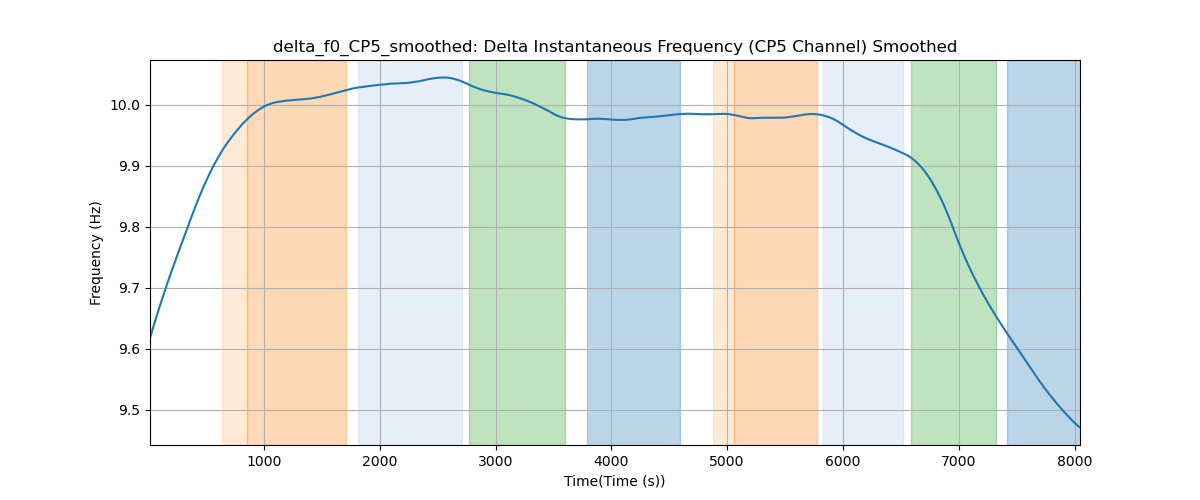 delta_f0_CP5_smoothed: Delta Instantaneous Frequency (CP5 Channel) Smoothed
Frequency (Hz)
10.0
9.9
9.8
9.7
9.6
9.5
1000 2000 3000 4000 5000 6000 7000 8000
Time(Time (s))